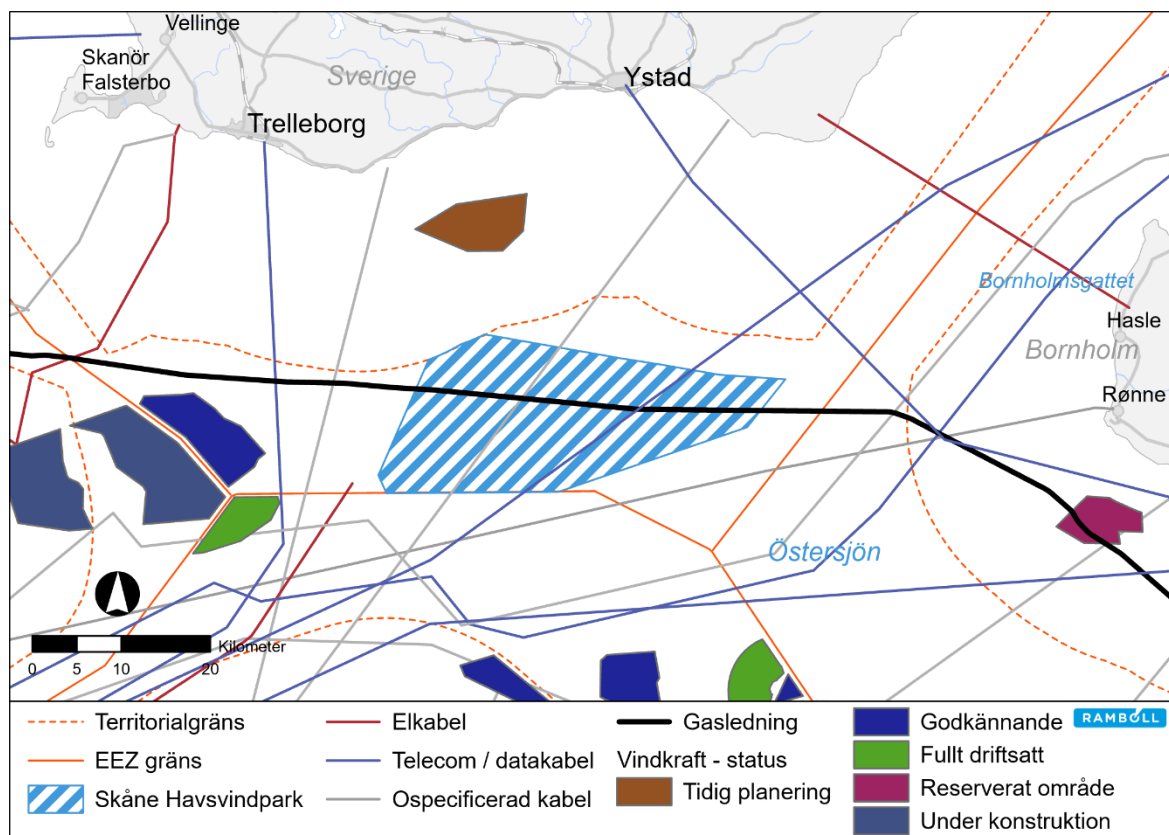 Vellinge
Skanör
Falsterbo
Sverige
Ystad
Trelleborg
Bornholmsgattet
Hasle
Bornholm
Rønne
Östersjön
Kilometer
0 5 10 20
Territorialgräns
EEZ gräns
Skåne Havsvindpark
Elkabel
Telecom / datakabel
Ospecificerad kabel
Gasledning
Vindkraft - status
Tidig planering
Godkännande
Fullt driftsatt
Reserverat område
Under konstruktion
RAMBOLL